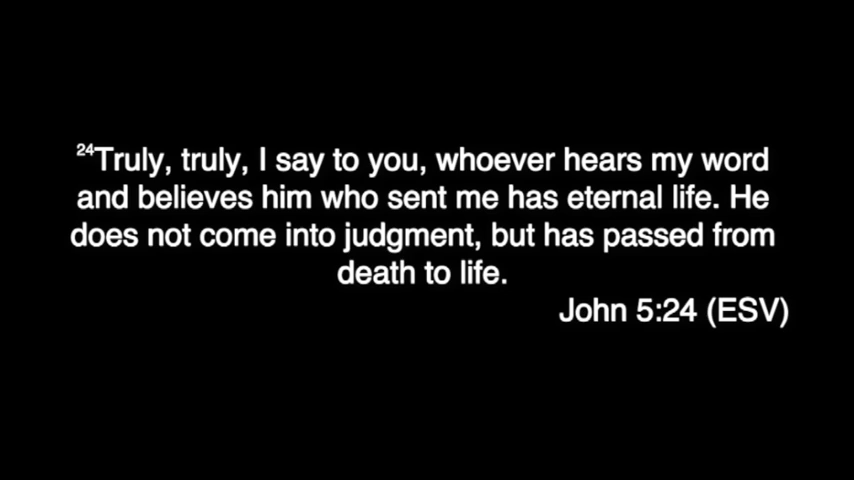 24Truly, truly, I say to you, whoever hears my word
and believes him who sent me has eternal life. He
does not come into judgment, but has passed from
death to life.
John 5:24 (ESV)